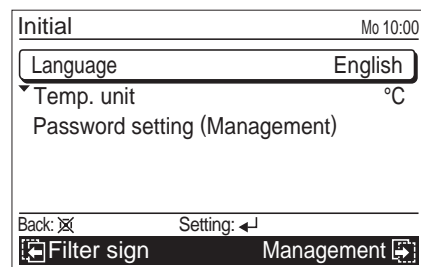 Initial Mo 10:00
Language English
Temp. unit °C
Password setting (Management)
Back: Setting:
Filter sign Management